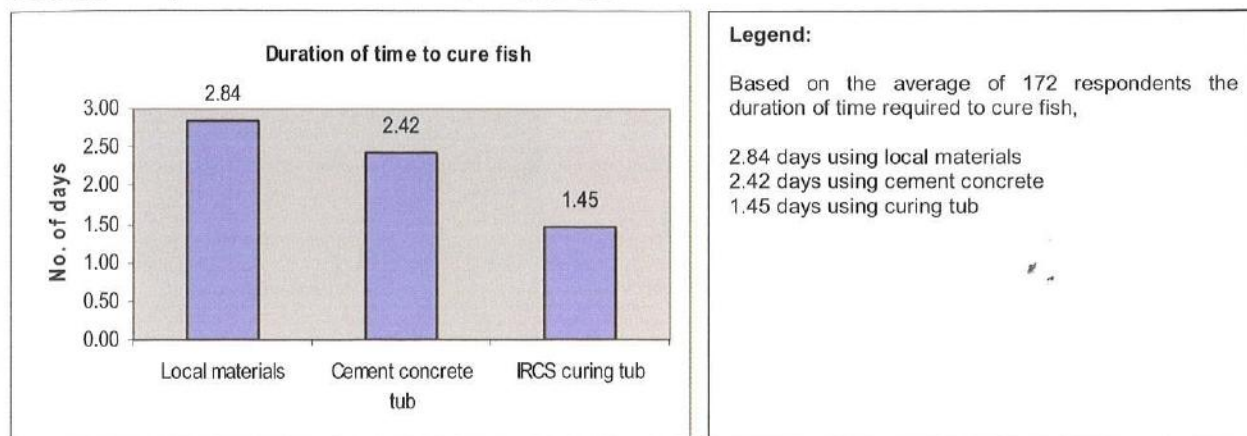 Duration of time to cure fish
2.84
2.42
1.45
3.00
2.50
2.00
1.50
1.00
0.50
0.00
No. of days
Local materials
Cement concrete
tub
IRCS curing tub
Legend:
Based on the average of 172 respondents the
duration of time required to cure fish,
2.84 days using local materials
2.42 days using cement concrete
1.45 days using curing tub